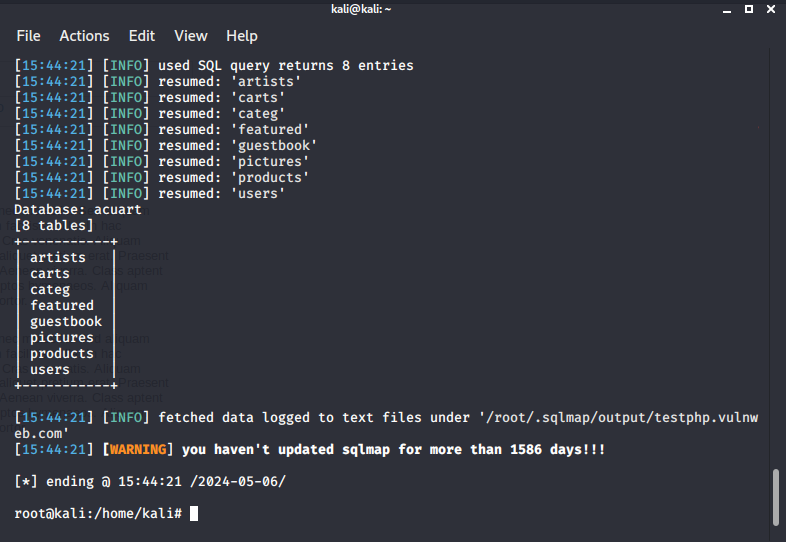 kali@kali: ~
File Actions Edit View Help
[15:44:21] [INFO] used SQL query returns 8 entries
[15:44:21] [INFO] resumed: 'artists'
[15:44:21] [INFO] resumed: 'carts'
[15:44:21] [INFO] resumed: 'categ'
[15:44:21] [INFO] resumed: 'featured'
[15:44:21] [INFO] resumed: 'guestbook'
[15:44:21] [INFO] resumed: 'pictures'
[15:44:21] [INFO] resumed: 'products'
[15:44:21] [INFO] resumed: 'users'
Database: acuart
[8 tables]
+-----------+
| artists   |
| carts     |
| categ     |
| featured  |
| guestbook |
| pictures  |
| products  |
| users     |
+-----------+
[15:44:21] [INFO] fetched data logged to text files under '/root/.sqlmap/output/testphp.vulnw
eb.com'
[15:44:21] [WARNING] you haven't updated sqlmap for more than 1586 days!!!
[*] ending @ 15:44:21 /2024-05-06/
root@kali:/home/kali#